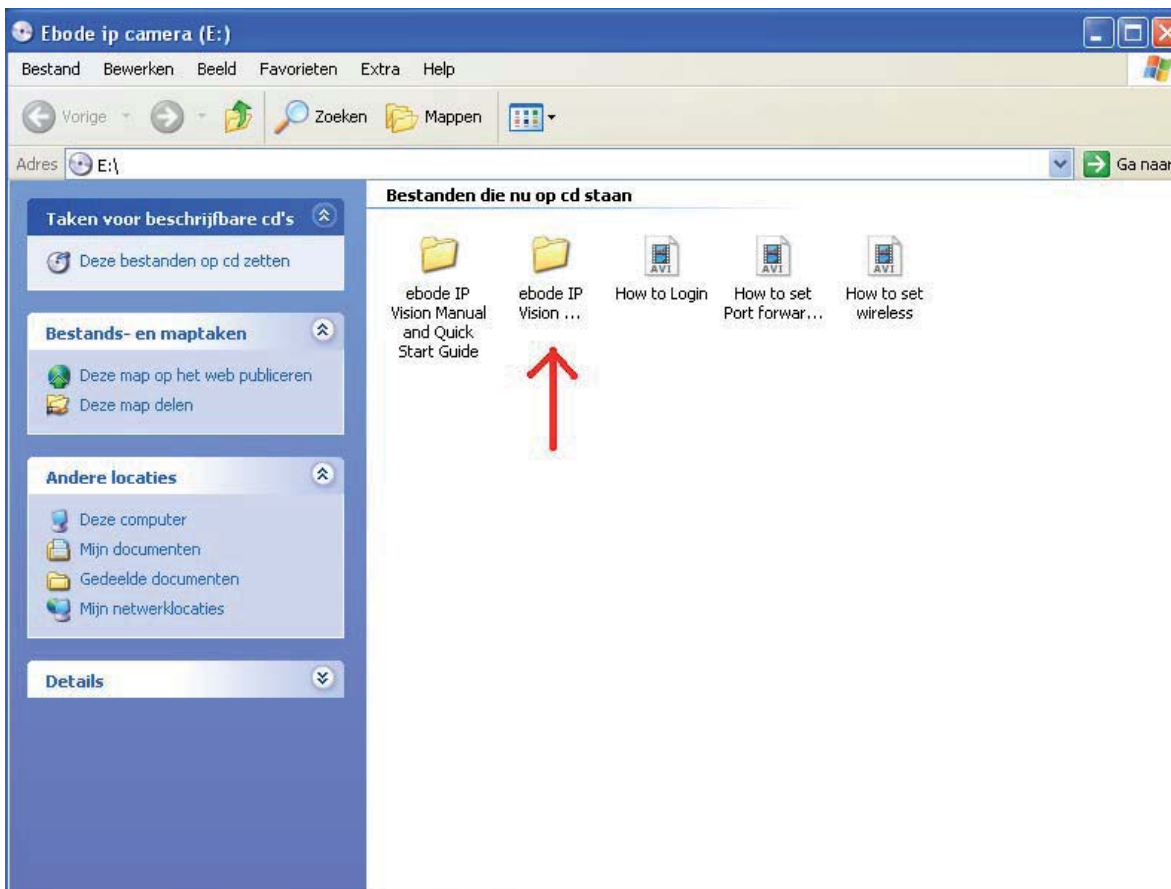 Ebode ip camera (E:)
Bestand Bewerken Beeld Favorieten Extra Help
Vorige Zoeken Mappen
Adres E:\ Ga naar
Taken voor beschrijfbare cd's
Deze bestanden op cd zetten
Bestands- en maptaken
Deze map op het web publiceren
Deze map delen
Andere locaties
Deze computer
Mijn documenten
Gedeelde documenten
Mijn netwerklocaties
Details
Bestanden die nu op cd staan
ebode IP
Vision Manual
and Quick
Start Guide
ebode IP
Vision ...
AVI
How to Login
AVI
How to set
Port forwar...
AVI
How to set
wireless